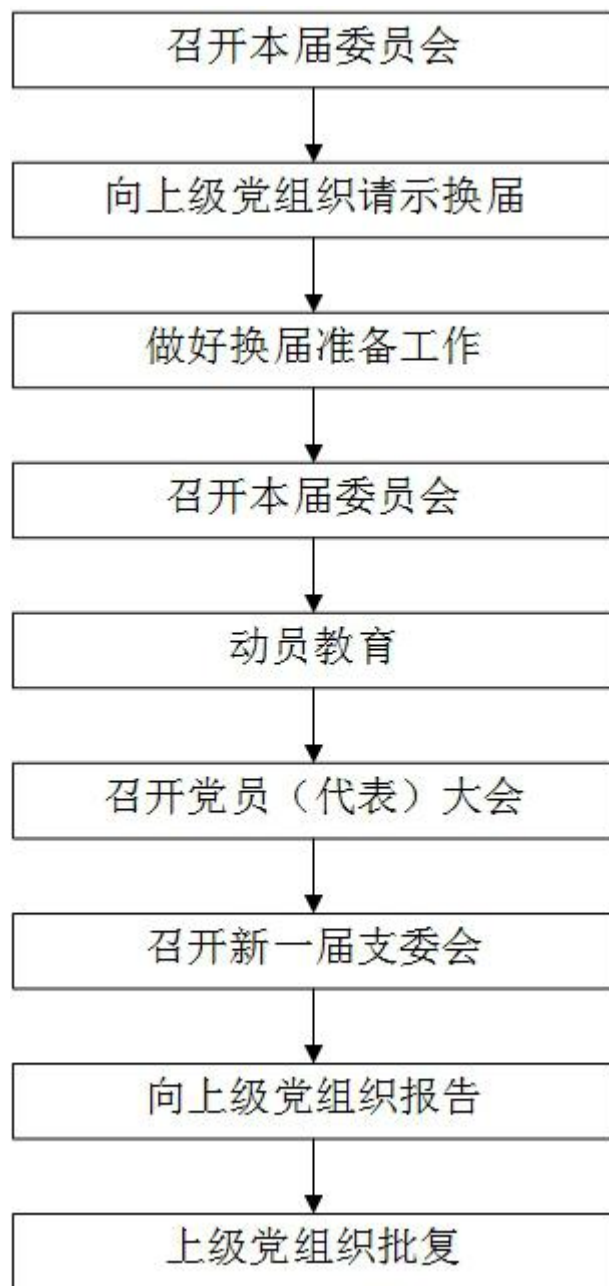 召开本届委员会
向上级党组织请示换届
做好换届准备工作
召开本届委员会
动员教育
召开党员（代表）大会
召开新一届支委会
向上级党组织报告
上级党组织批复